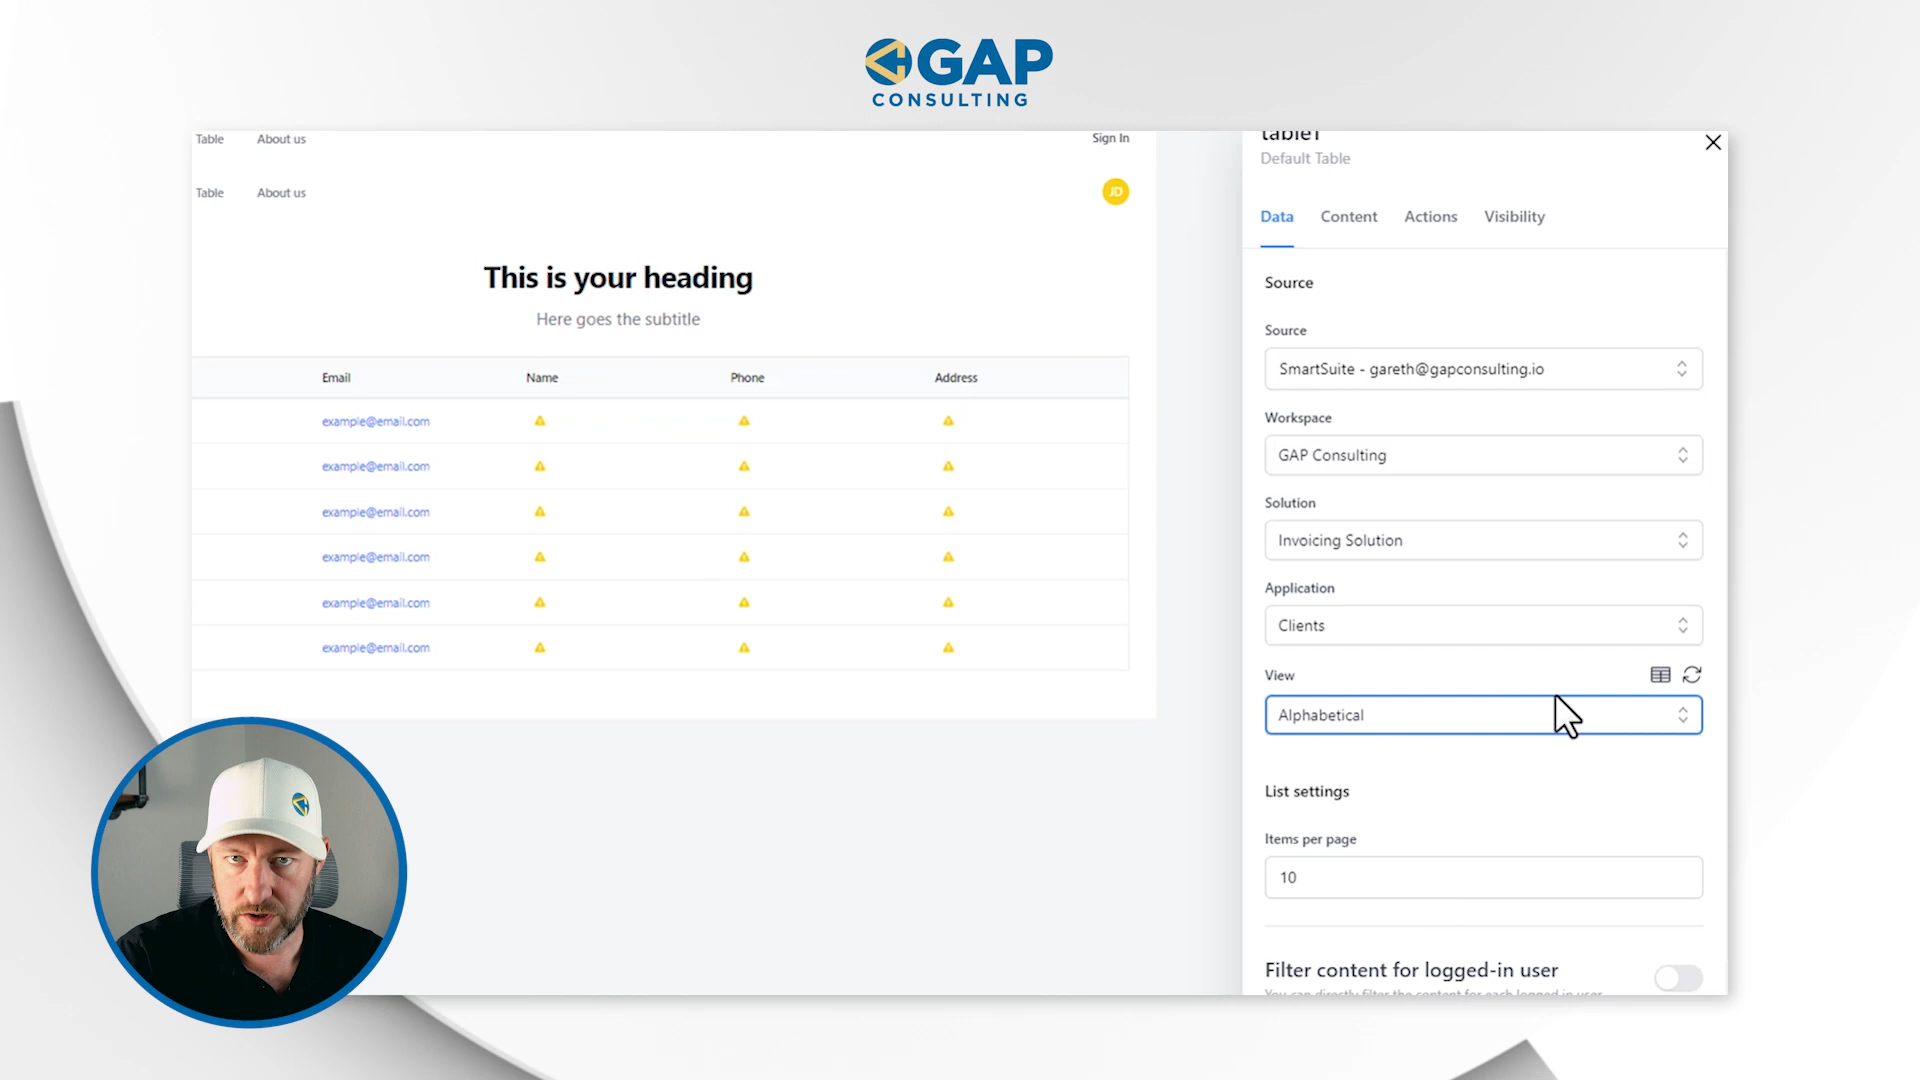 GAP
CONSULTING
Table About us Sign In
Table About us JD
This is your heading
Here goes the subtitle
Email Name Phone Address
example@email.com
example@email.com
example@email.com
example@email.com
example@email.com
example@email.com
table1
Default Table
Data Content Actions Visibility
Source
Source
SmartSuite - gareth@gapconsulting.io
Workspace
GAP Consulting
Solution
Invoicing Solution
Application
Clients
View
Alphabetical
List settings
Items per page
10
Filter content for logged-in user
You can directly filter the content for each logged in user